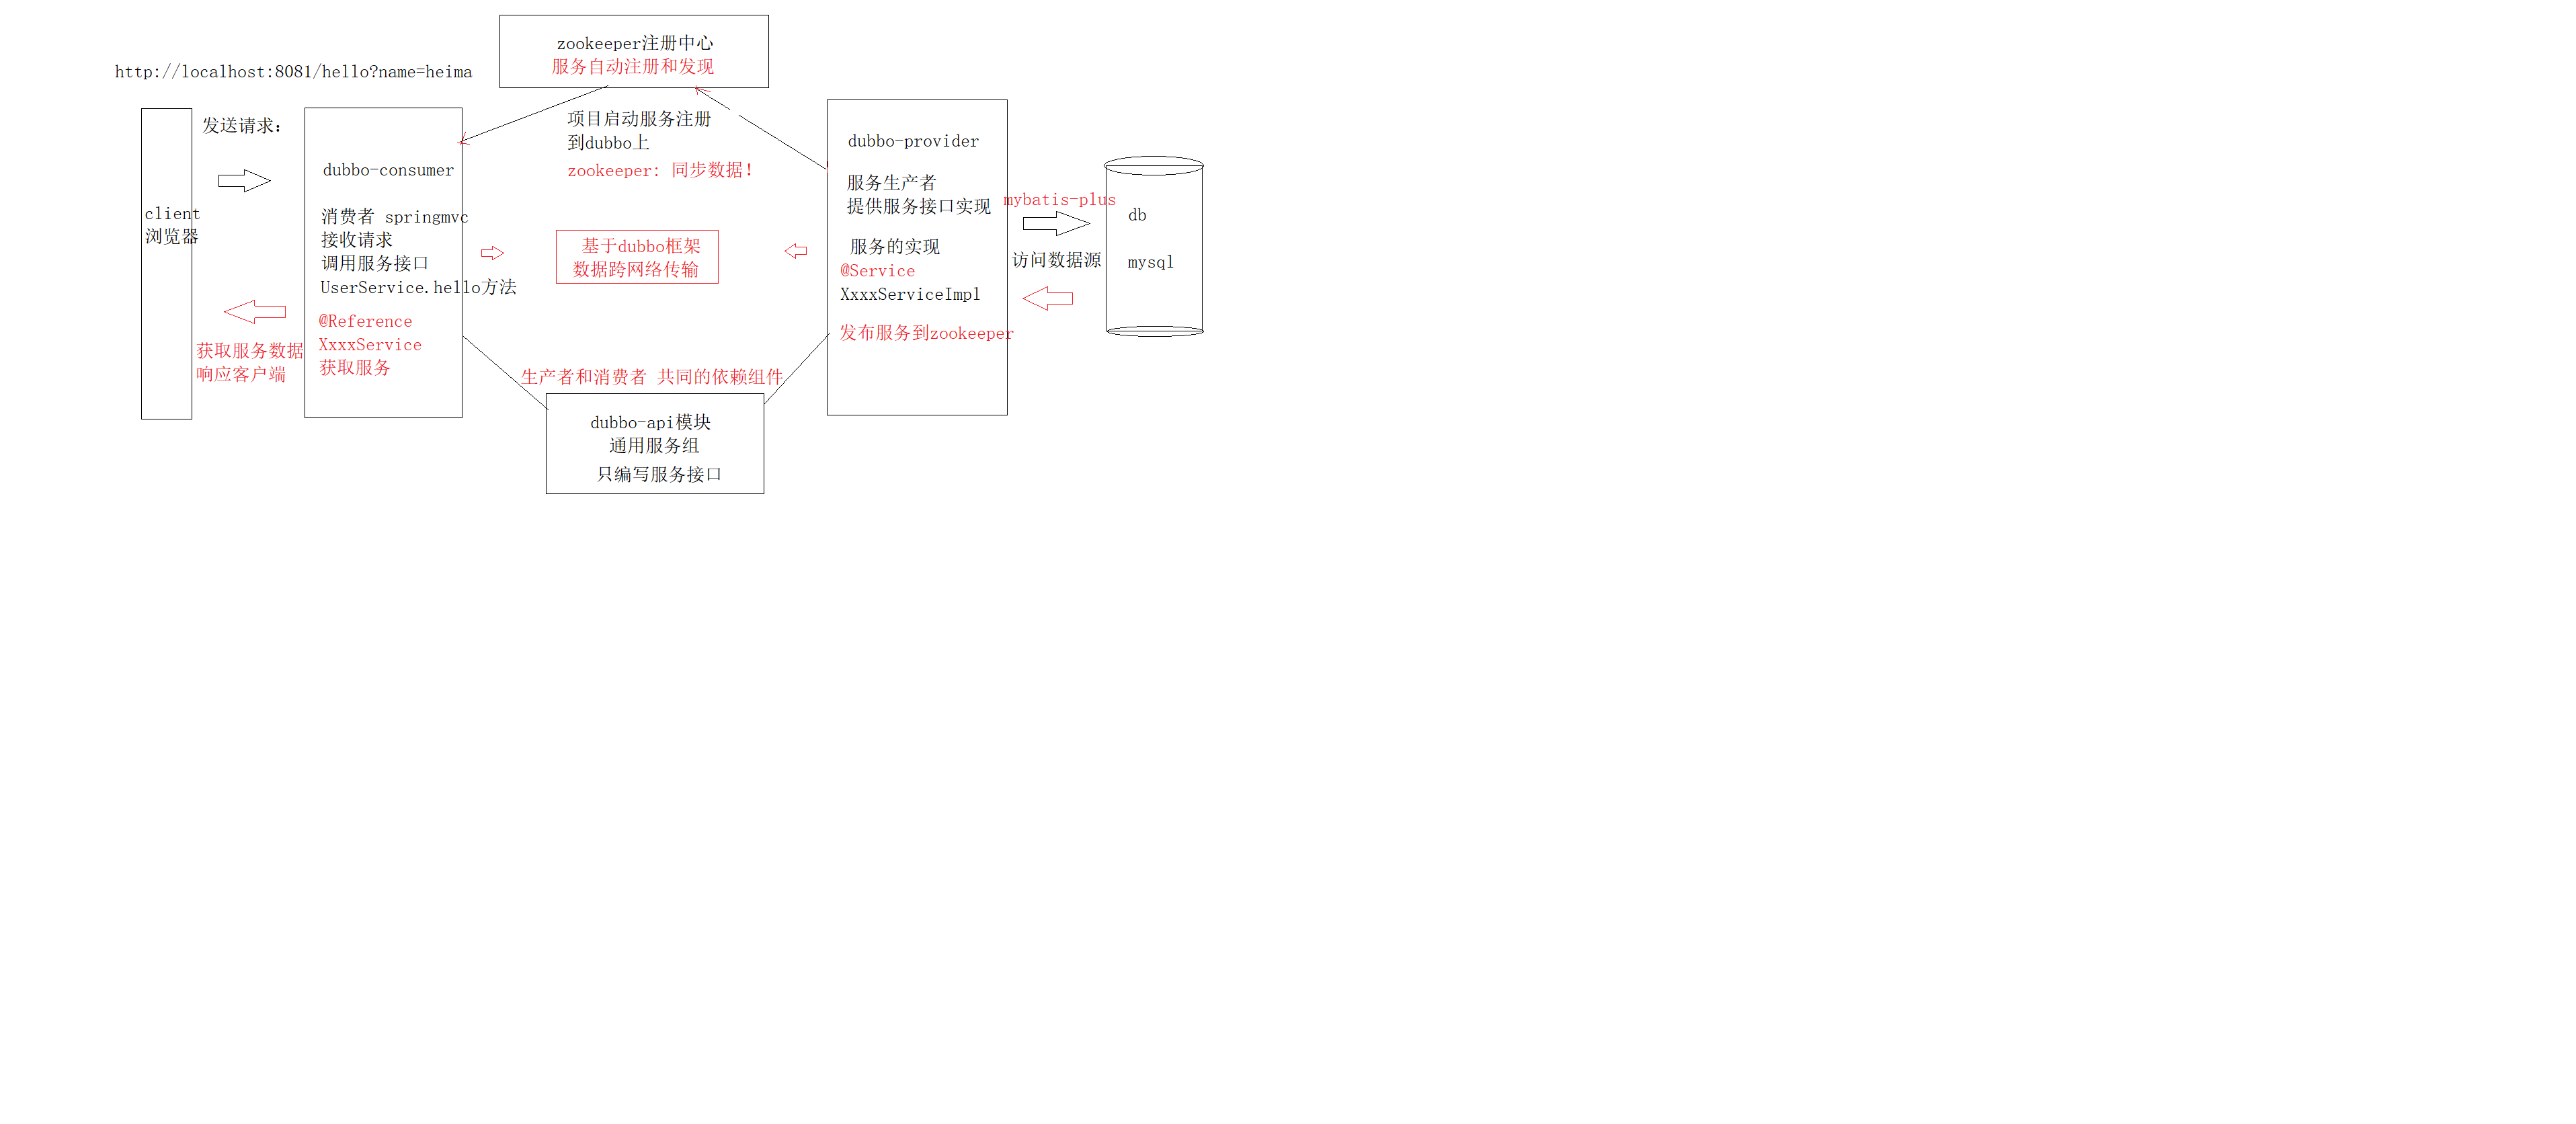 zookeeper注册中心
服务自动注册和发现
http://localhost:8081/hello?name=heima
发送请求：
client
浏览器
获取服务数据
响应客户端
dubbo-consumer
消费者 springmvc
接收请求
调用服务接口
UserService.hello方法
@Reference
XxxxService
获取服务
项目启动服务注册
到dubbo上
zookeeper: 同步数据！
基于dubbo框架
数据跨网络传输
生产者和消费者 共同的依赖组件
dubbo-api模块
通用服务组
只编写服务接口
dubbo-provider
服务生产者
提供服务接口实现
服务的实现
@Service
XxxxServiceImpl
发布服务到zookeeper
mybatis-plus
访问数据源
db
mysql